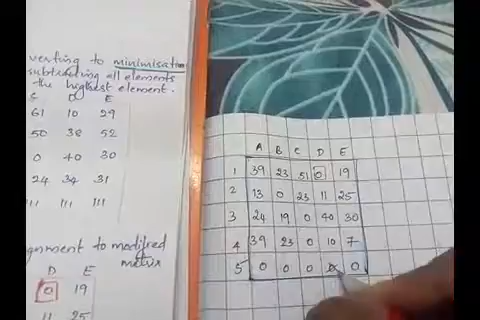 verting to minimisation
subtracting all elements
the highest element.
C D E
61 10 29
50 38 52
0 40 30
24 34 31
111 111 111
gnment to modified
matrix
D E
0 19
11 25
A B C D E
1 39 23 51 0 19
2 13 0 23 11 25
3 24 19 0 40 30
4 39 23 0 10 7
5 0 0 0 0 0